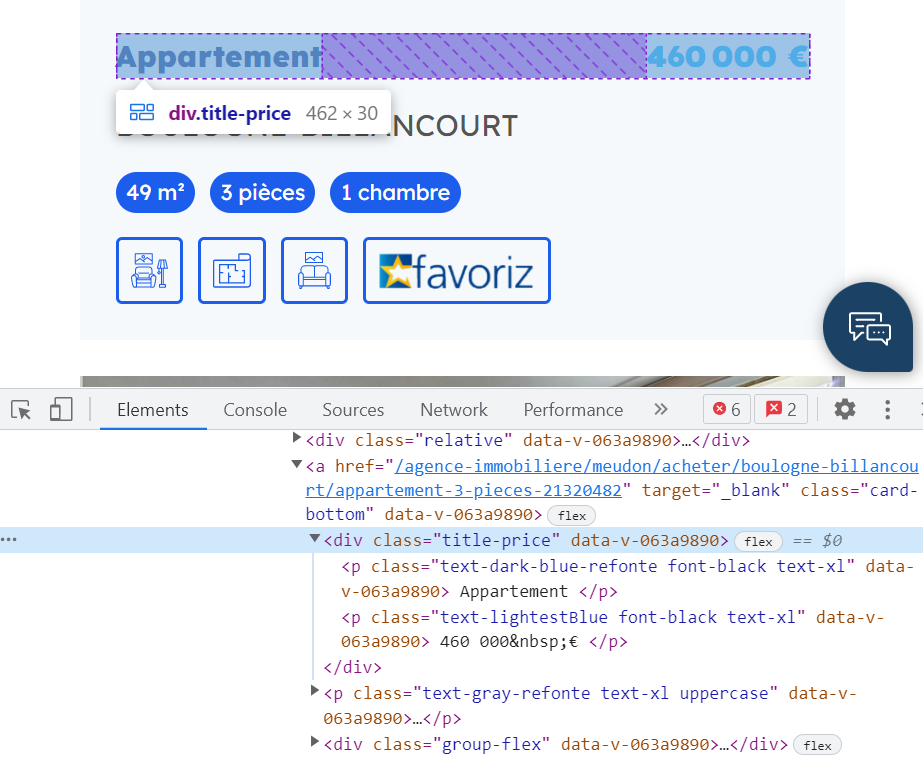 Appartement 460 000 €
div.title-price 462 × 30
BOULOGNE-BILLANCOURT
49 m² 3 pièces 1 chambre
favoriz
Elements Console Sources Network Performance » 6 2
<div class="relative" data-v-063a9890>…</div>
<a href="/agence-immobiliere/meudon/acheter/boulogne-billancou
rt/appartement-3-pieces-21320482" target="_blank" class="card-
bottom" data-v-063a9890> flex
<div class="title-price" data-v-063a9890> flex == $0
<p class="text-dark-blue-refonte font-black text-xl" data-
v-063a9890> Appartement </p>
<p class="text-lightestBlue font-black text-xl" data-v-
063a9890> 460 000&nbsp;€ </p>
</div>
<p class="text-gray-refonte text-xl uppercase" data-v-
063a9890>…</p>
<div class="group-flex" data-v-063a9890>…</div> flex